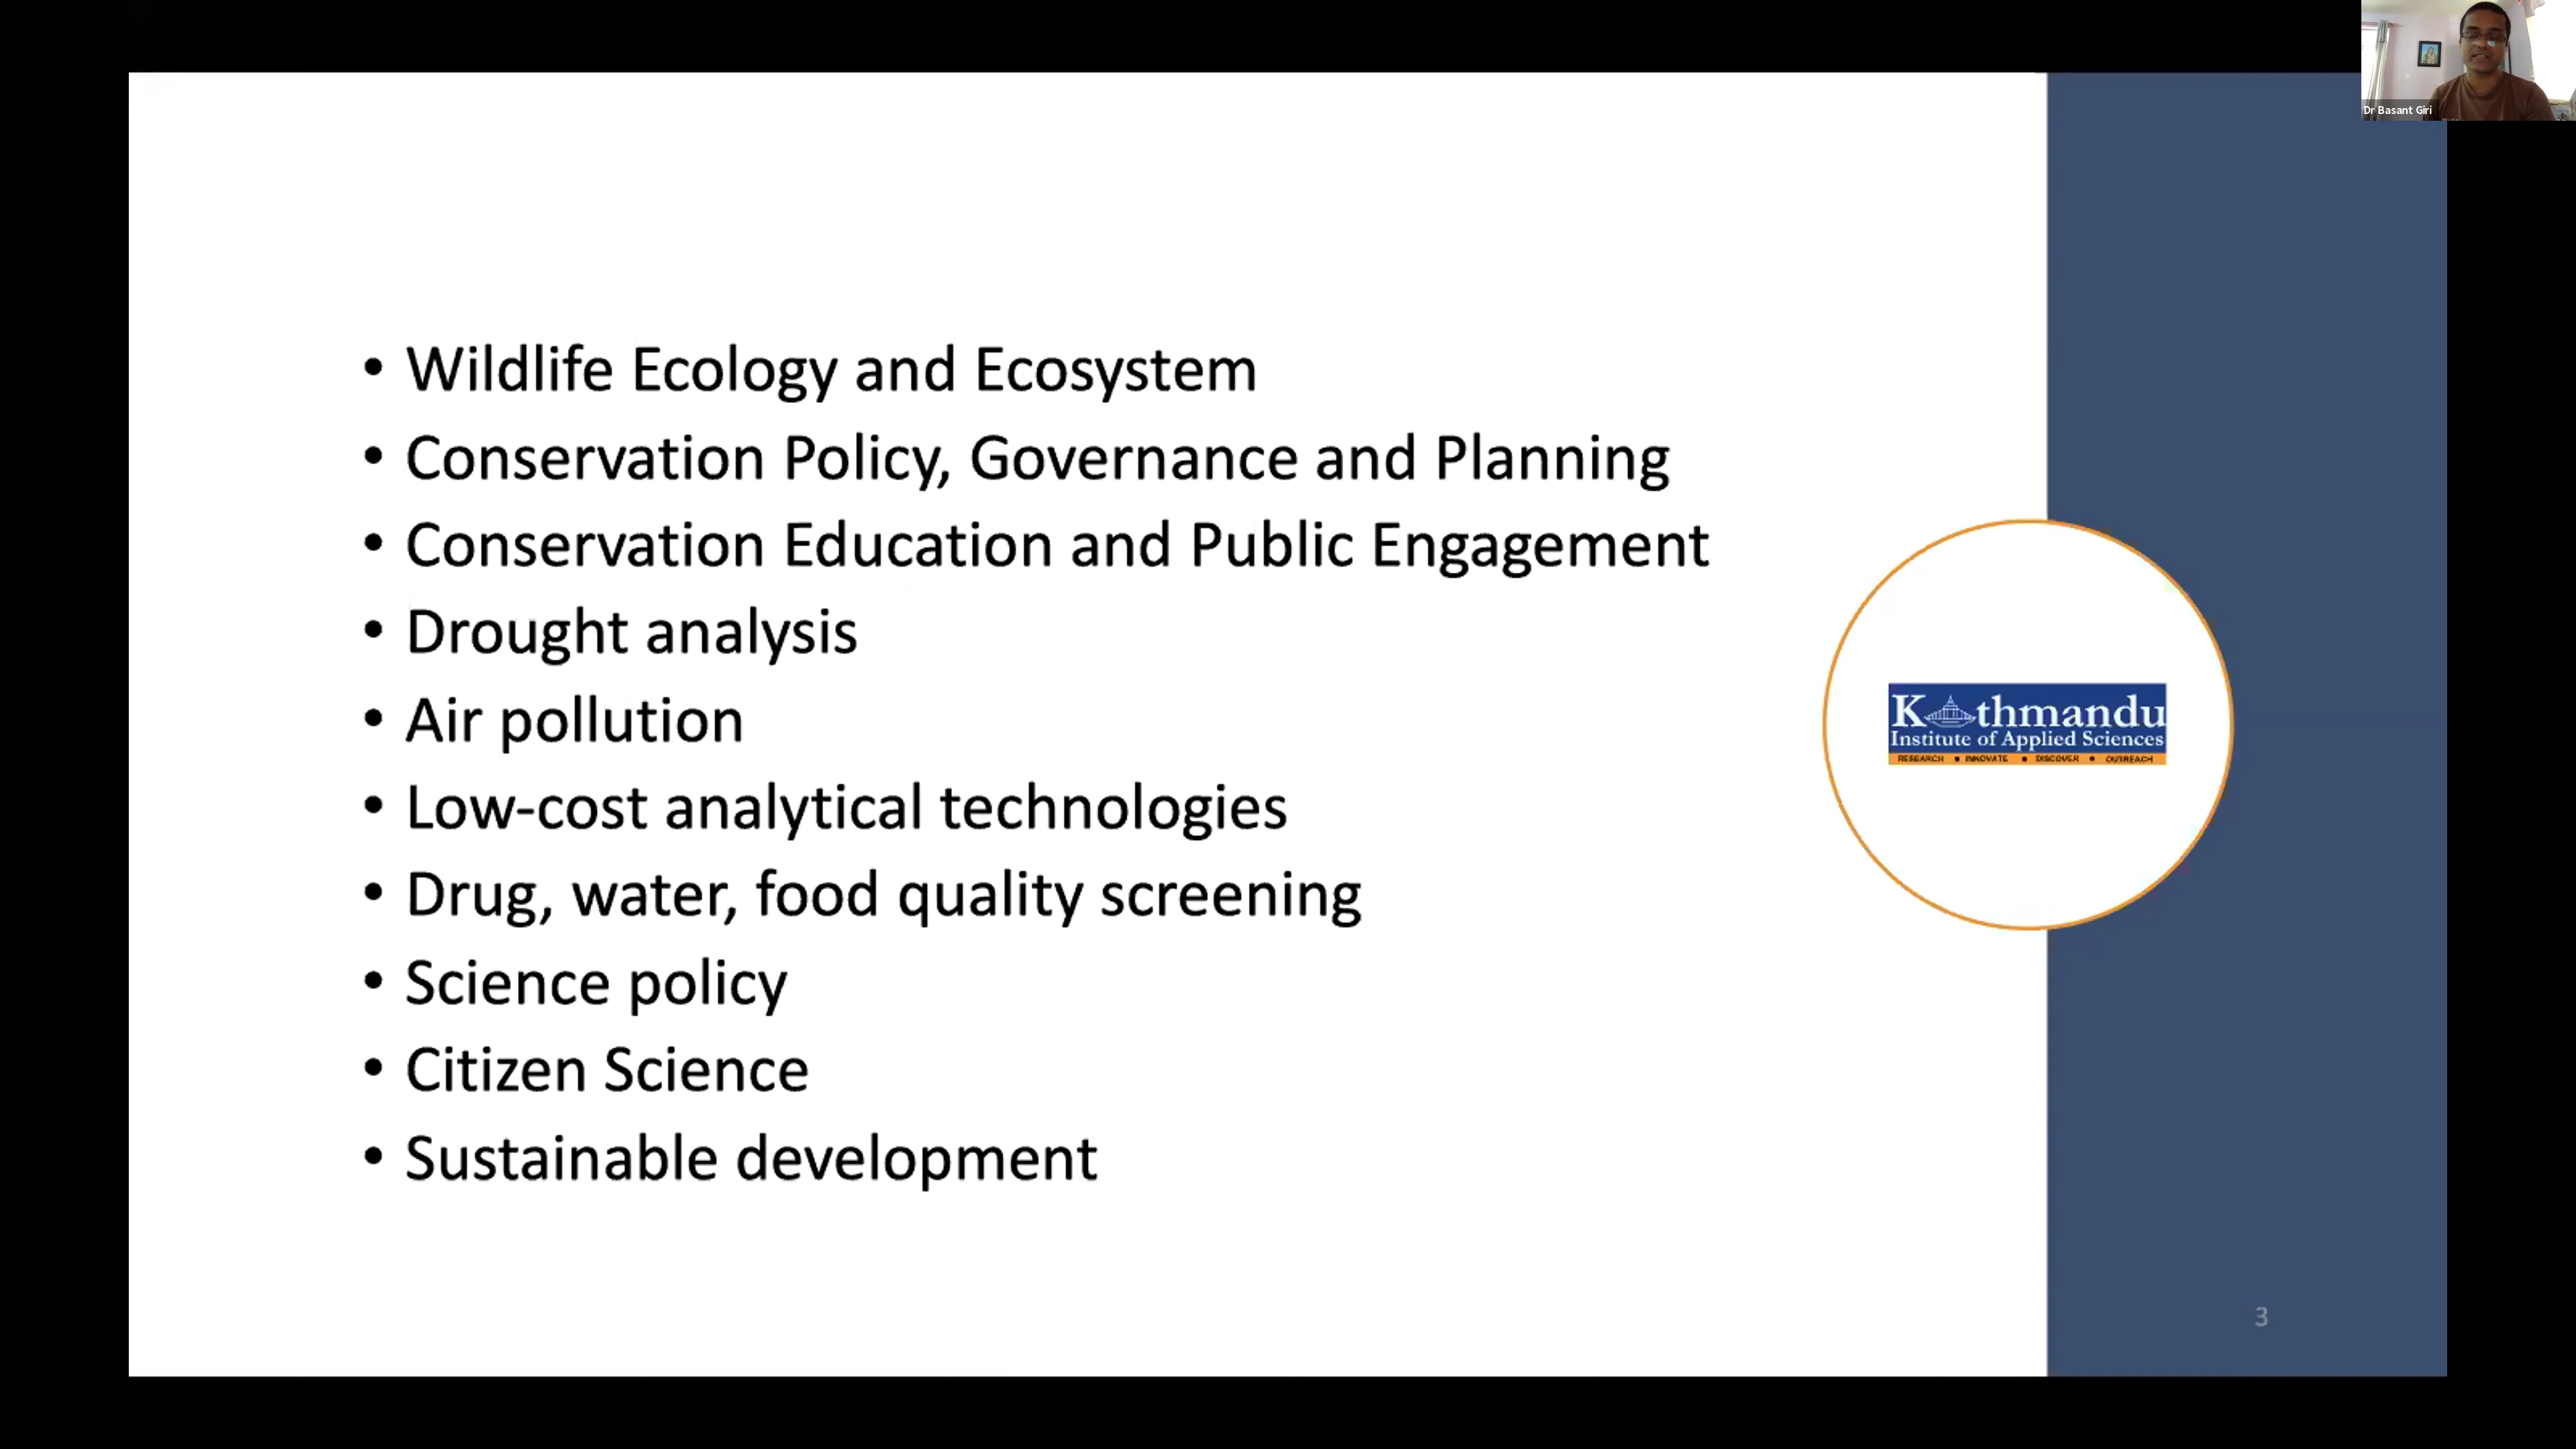 Dr Basant Giri
• Wildlife Ecology and Ecosystem
• Conservation Policy, Governance and Planning
• Conservation Education and Public Engagement
• Drought analysis
• Air pollution
• Low-cost analytical technologies
• Drug, water, food quality screening
• Science policy
• Citizen Science
• Sustainable development
Kathmandu
Institute of Applied Sciences
RESEARCH • INNOVATE • DISCOVER • OUTREACH
3